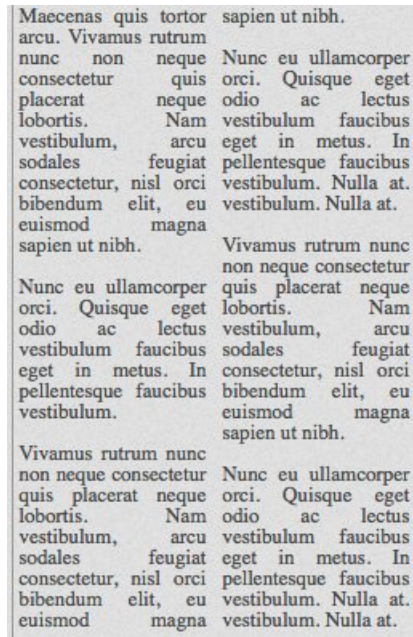 Maecenas quis tortor
arcu. Vivamus rutrum
nunc non neque
consectetur quis
placerat neque
lobortis. Nam
vestibulum, arcu
sodales feugiat
consectetur, nisl orci
bibendum elit, eu
euismod magna
sapien ut nibh.
Nunc eu ullamcorper
orci. Quisque eget
odio ac lectus
vestibulum faucibus
eget in metus. In
pellentesque faucibus
vestibulum.
Vivamus rutrum nunc
non neque consectetur
quis placerat neque
lobortis. Nam
vestibulum, arcu
sodales feugiat
consectetur, nisl orci
bibendum elit, eu
euismod magna
sapien ut nibh.
Nunc eu ullamcorper
orci. Quisque eget
odio ac lectus
vestibulum faucibus
eget in metus. In
pellentesque faucibus
vestibulum. Nulla at.
vestibulum. Nulla at.
Vivamus rutrum nunc
non neque consectetur
quis placerat neque
lobortis. Nam
vestibulum, arcu
sodales feugiat
consectetur, nisl orci
bibendum elit, eu
euismod magna
sapien ut nibh.
Nunc eu ullamcorper
orci. Quisque eget
odio ac lectus
vestibulum faucibus
eget in metus. In
pellentesque faucibus
vestibulum. Nulla at.
vestibulum. Nulla at.